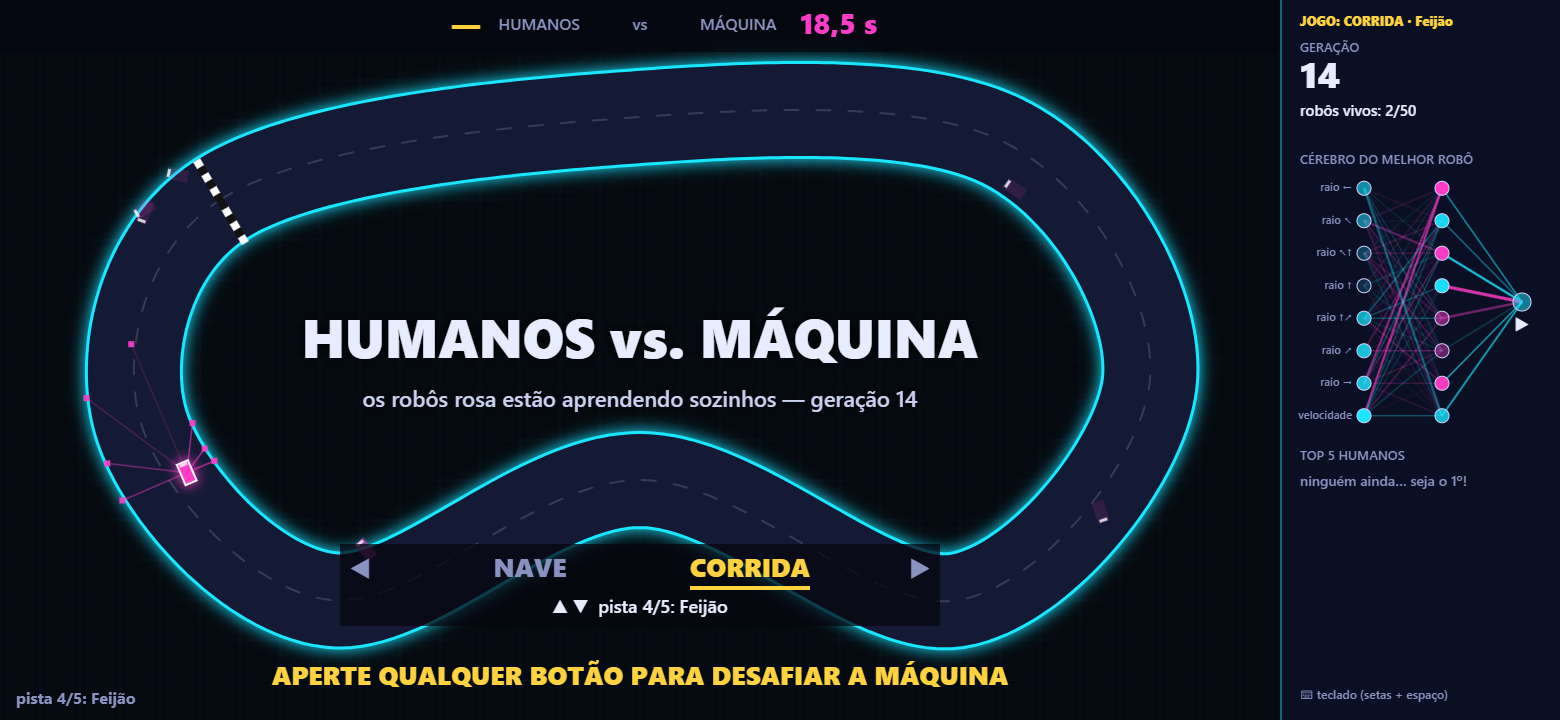 HUMANOS vs MÁQUINA 18,5 s
HUMANOS vs. MÁQUINA
os robôs rosa estão aprendendo sozinhos — geração 14
◀ NAVE CORRIDA ▶
▲▼ pista 4/5: Feijão
APERTE QUALQUER BOTÃO PARA DESAFIAR A MÁQUINA
pista 4/5: Feijão
JOGO: CORRIDA · Feijão
GERAÇÃO
14
robôs vivos: 2/50
CÉREBRO DO MELHOR ROBÔ
raio ←
raio ↖
raio ↖↑
raio ↑
raio ↑↗
raio ↗
raio →
velocidade
▶
TOP 5 HUMANOS
ninguém ainda... seja o 1º!
⌨ teclado (setas + espaço)